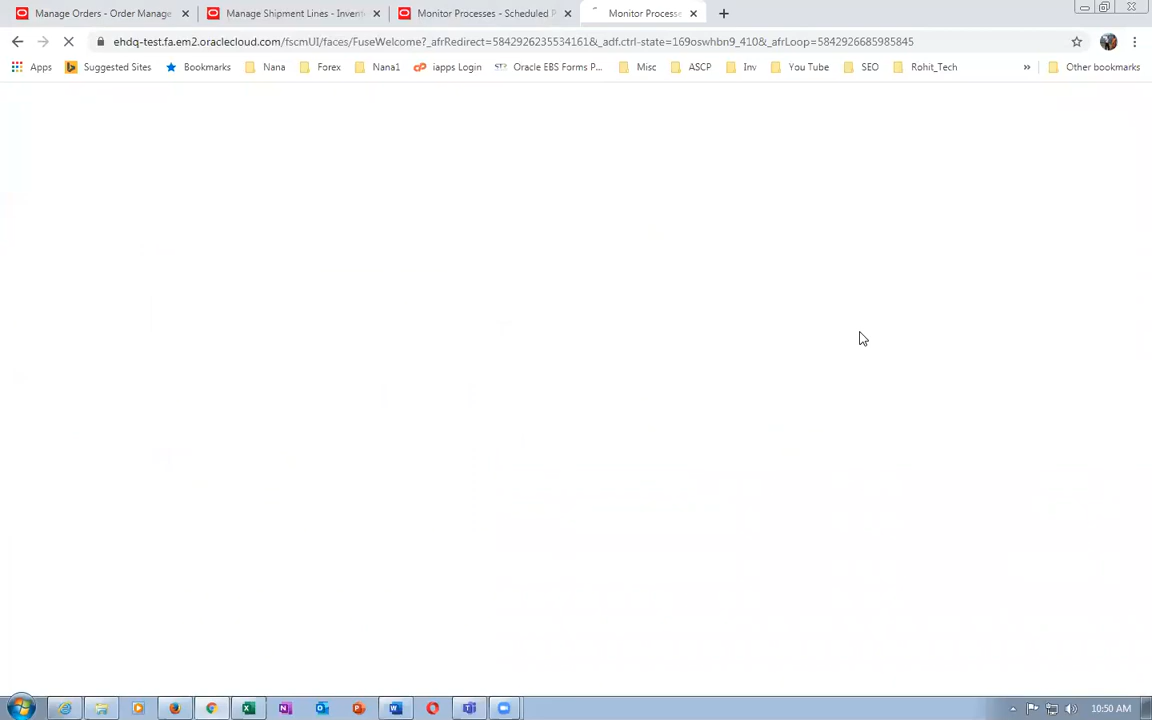 Manage Orders - Order Manage
Manage Shipment Lines - Invent
Monitor Processes - Scheduled P
Monitor Processe
ehdq-test.fa.em2.oraclecloud.com/fscmUI/faces/FuseWelcome?_afrRedirect=5842926235534161&_adf.ctrl-state=169oswhbn9_410&_afrLoop=5842926685985845
Apps
Suggested Sites
Bookmarks
Nana
Forex
Nana1
iapps Login
Oracle EBS Forms P...
Misc
ASCP
Inv
You Tube
SEO
Rohit_Tech
»
Other bookmarks
10:50 AM